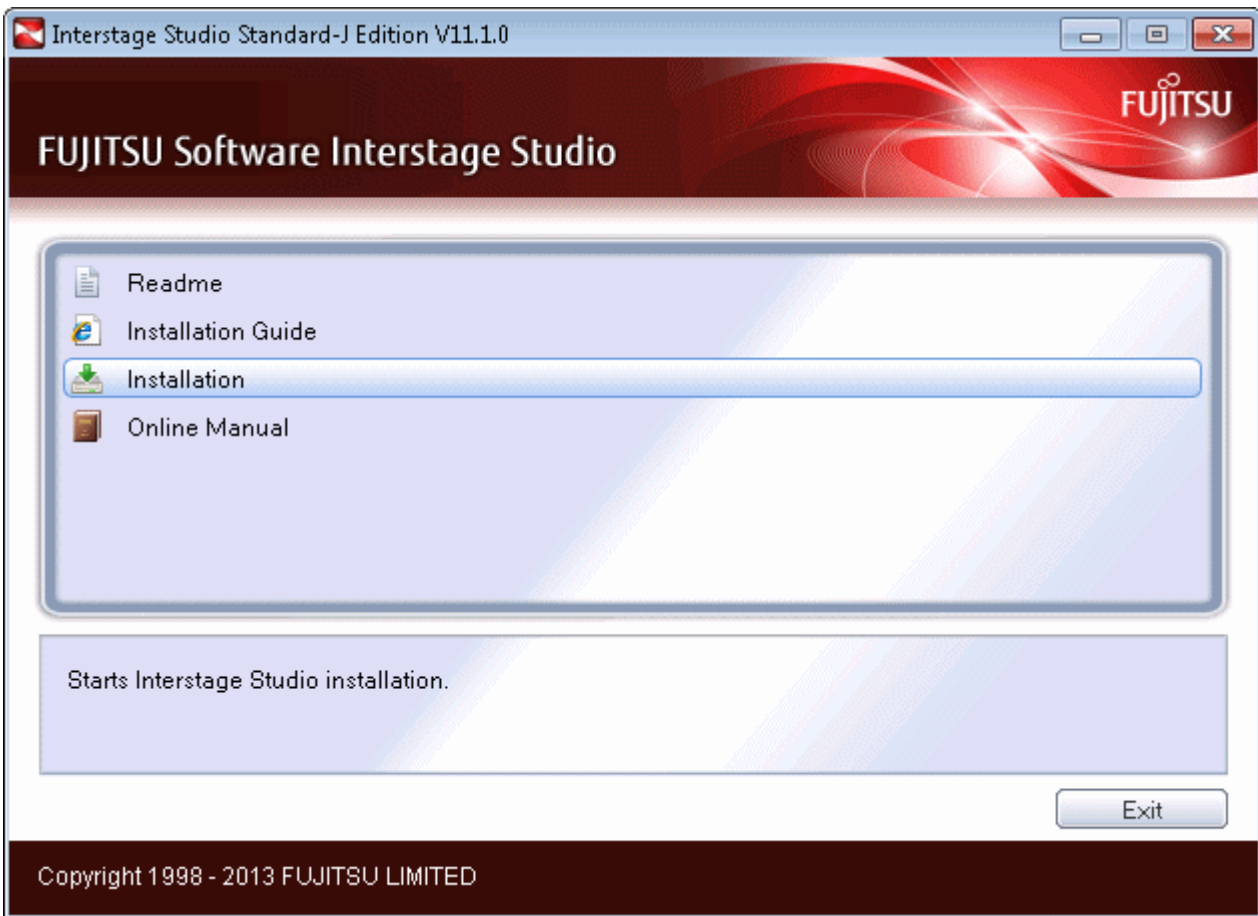 Interstage Studio Standard-J Edition V11.1.0
FUJITSU
FUJITSU Software Interstage Studio
Readme
Installation Guide
Installation
Online Manual
Starts Interstage Studio installation.
Exit
Copyright 1998 - 2013 FUJITSU LIMITED